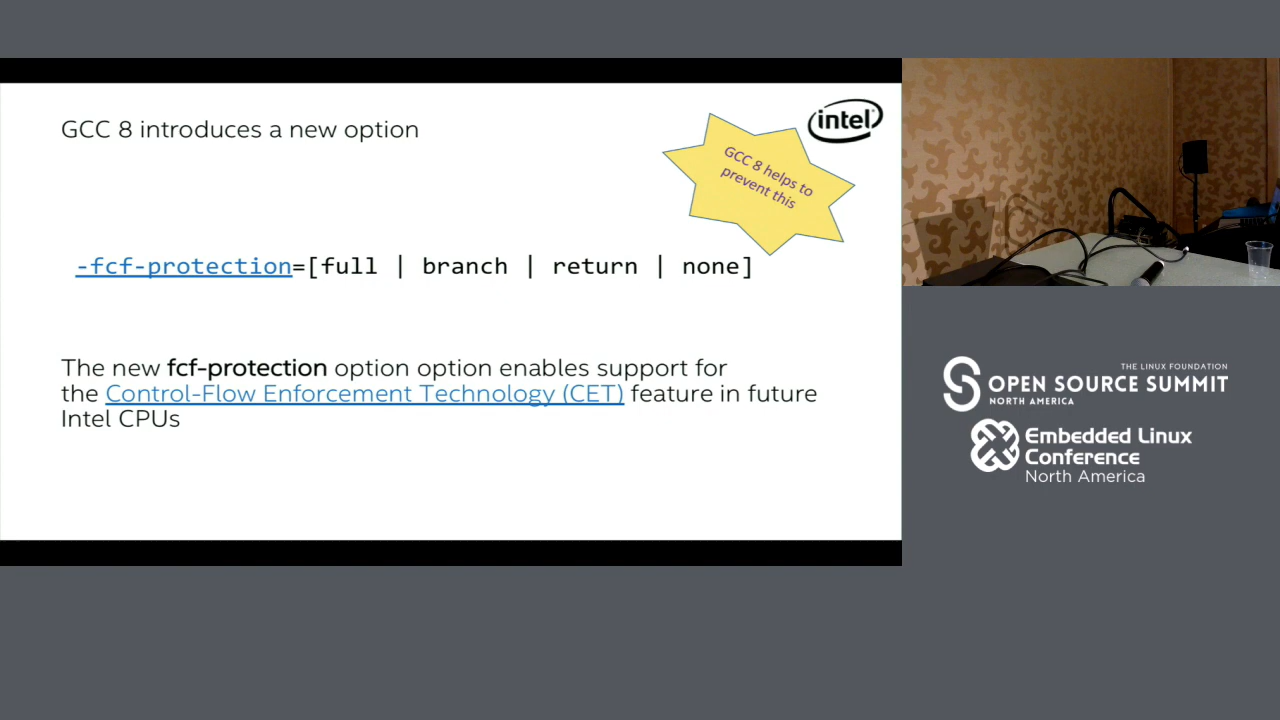 GCC 8 introduces a new option
intel
GCC 8 helps to
prevent this
-fcf-protection=[full | branch | return | none]
The new fcf-protection option option enables support for
the Control-Flow Enforcement Technology (CET) feature in future
Intel CPUs
THE LINUX FOUNDATION
OPEN SOURCE SUMMIT
NORTH AMERICA
Embedded Linux
Conference
North America